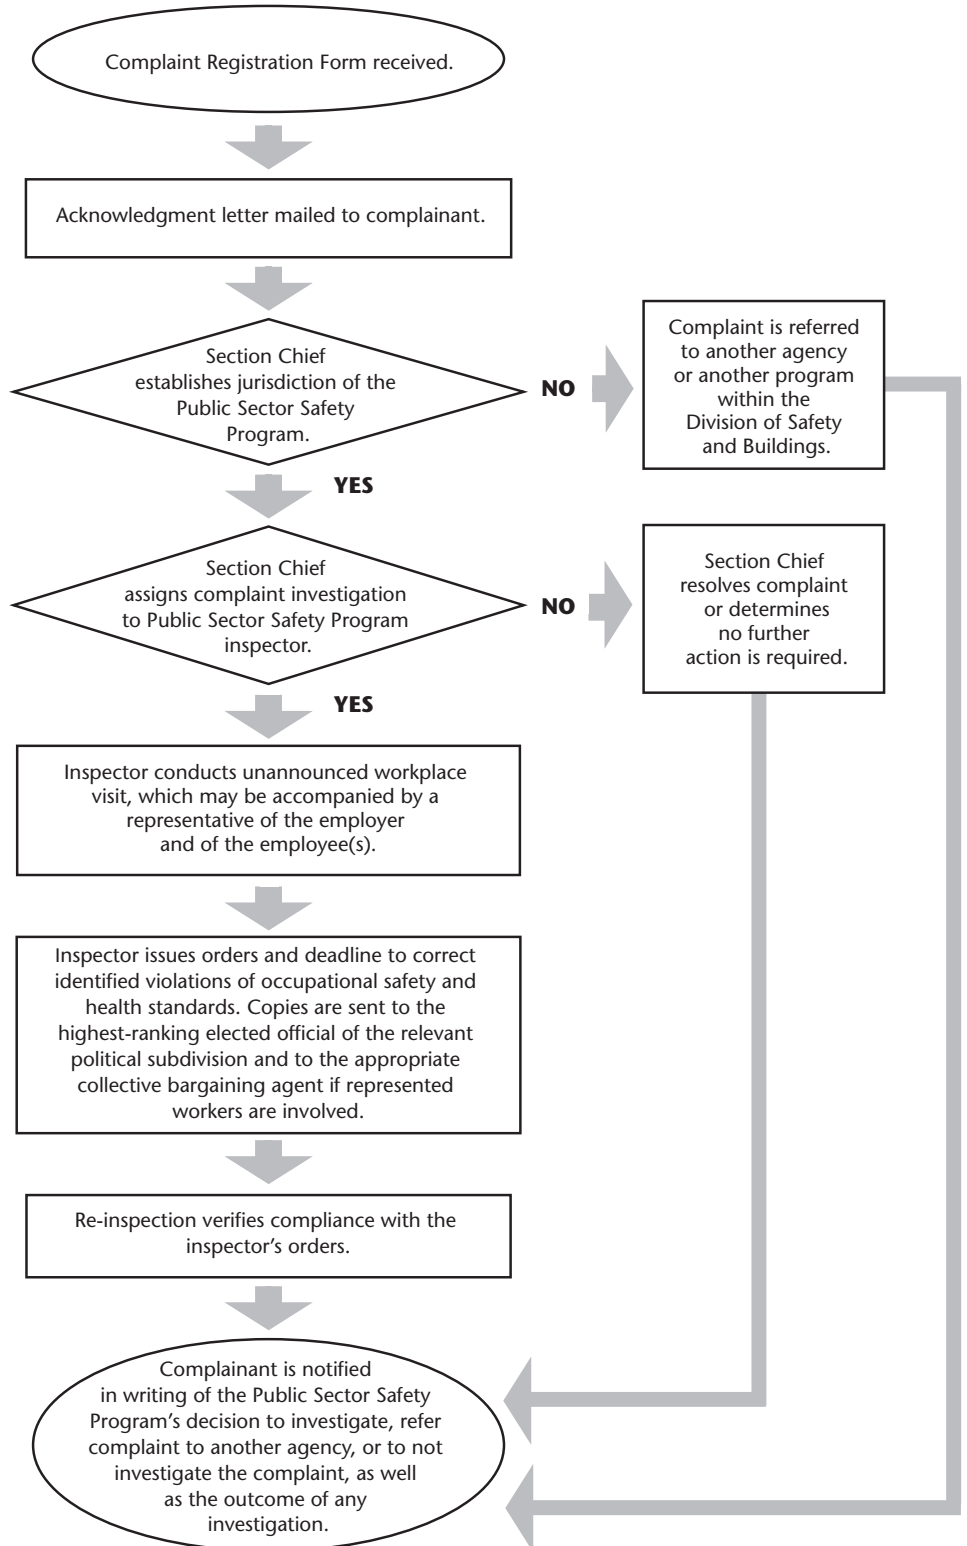 Complaint Registration Form received.
Acknowledgment letter mailed to complainant.
Section Chief
establishes jurisdiction of the
Public Sector Safety
Program.
NO
Complaint is referred
to another agency
or another program
within the
Division of Safety
and Buildings.
YES
Section Chief
assigns complaint investigation
to Public Sector Safety Program
inspector.
NO
Section Chief
resolves complaint
or determines
no further
action is required.
YES
Inspector conducts unannounced workplace
visit, which may be accompanied by a
representative of the employer
and of the employee(s).
Inspector issues orders and deadline to correct
identified violations of occupational safety and
health standards. Copies are sent to the
highest-ranking elected official of the relevant
political subdivision and to the appropriate
collective bargaining agent if represented
workers are involved.
Re-inspection verifies compliance with the
inspector’s orders.
Complainant is notified
in writing of the Public Sector Safety
Program’s decision to investigate, refer
complaint to another agency, or to not
investigate the complaint, as well
as the outcome of any
investigation.